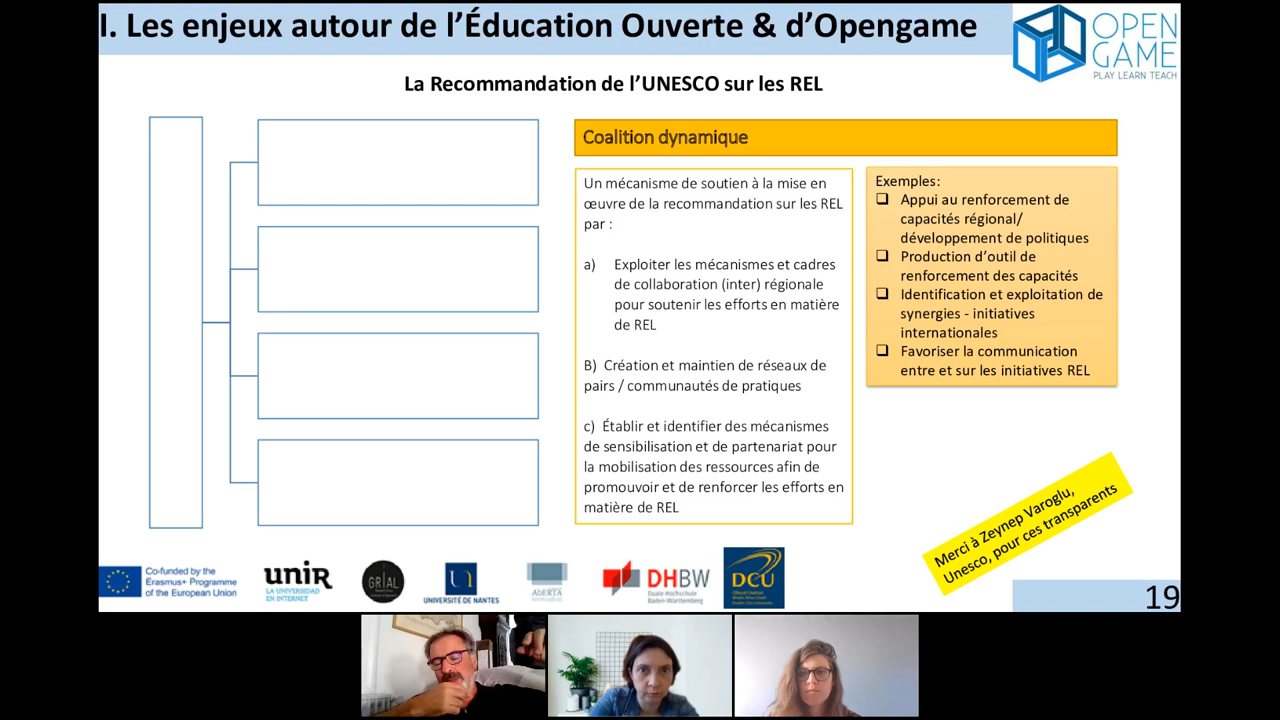 I. Les enjeux autour de l’Éducation Ouverte & d’Opengame
OPEN
GAME
PLAY LEARN TEACH
La Recommandation de l’UNESCO sur les REL
Coalition dynamique
Un mécanisme de soutien à la mise en
œuvre de la recommandation sur les REL
par :
a) Exploiter les mécanismes et cadres
de collaboration (inter) régionale
pour soutenir les efforts en matière
de REL
B) Création et maintien de réseaux de
pairs / communautés de pratiques
c) Établir et identifier des mécanismes
de sensibilisation et de partenariat pour
la mobilisation des ressources afin de
promouvoir et de renforcer les efforts en
matière de REL
Exemples:
❑ Appui au renforcement de
capacités régional/
développement de politiques
❑ Production d’outil de
renforcement des capacités
❑ Identification et exploitation de
synergies - initiatives
internationales
❑ Favoriser la communication
entre et sur les initiatives REL
Merci à Zeynep Varoglu,
Unesco, pour ces transparents
Co-funded by the
Erasmus+ Programme
of the European Union
unir
LA UNIVERSIDAD
EN INTERNET
GRIAL
UNIVERSITÉ DE NANTES
AbERTA
www.uab.pt
DHBW
Duale Hochschule
Baden-Württemberg
DCU
19